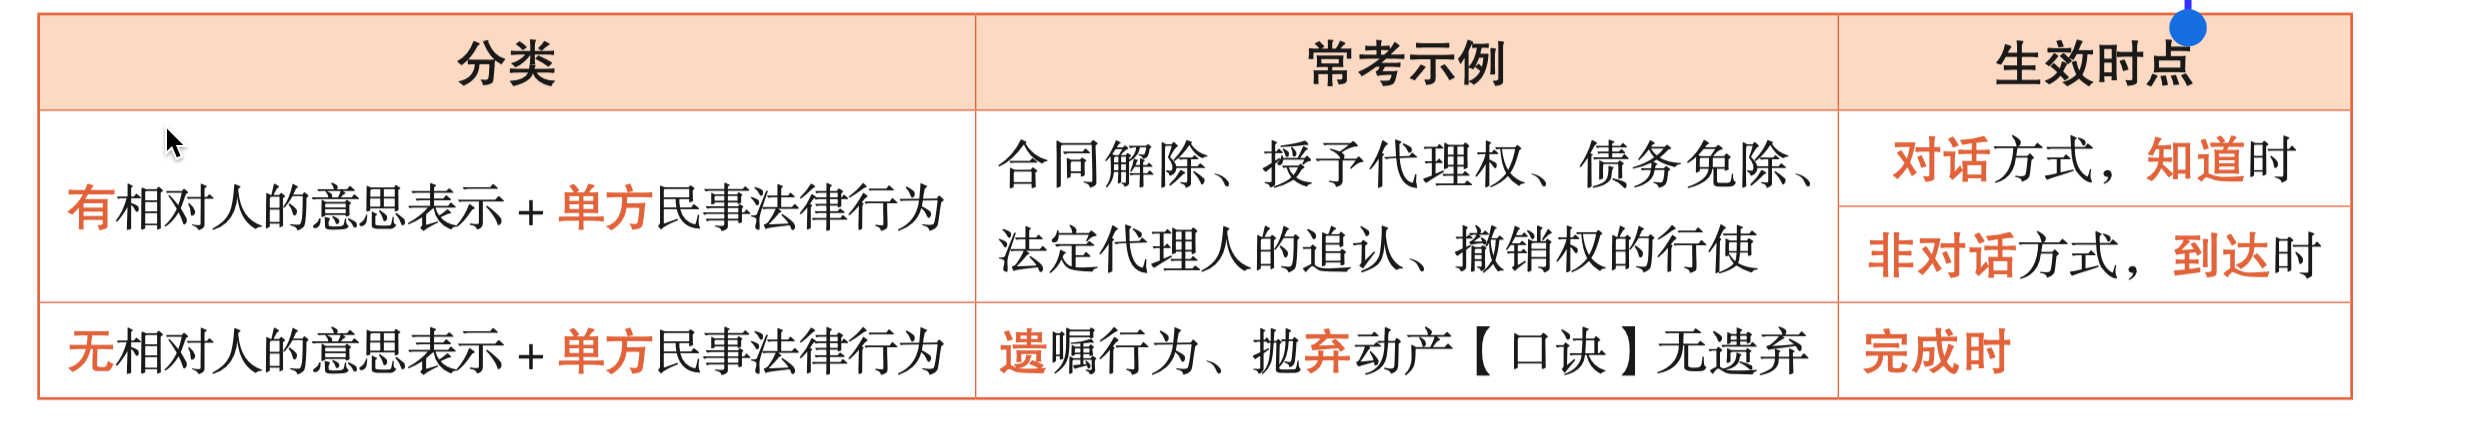 分类
常考示例
生效时点
有相对人的意思表示 + 单方民事法律行为
合同解除、授予代理权、债务免除、
法定代理人的追认、撤销权的行使
对话方式，知道时
非对话方式，到达时
无相对人的意思表示 + 单方民事法律行为
遗嘱行为、抛弃动产【口诀】无遗弃
完成时